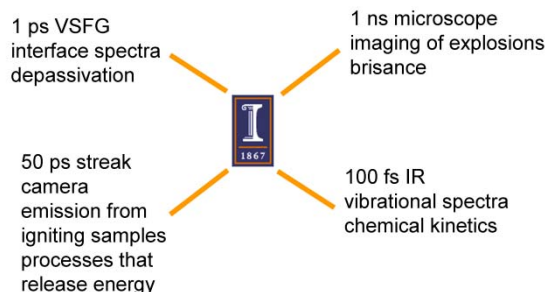 1 ps VSFG
interface spectra
depassivation
1 ns microscope
imaging of explosions
brisance
I
1867
50 ps streak
camera
emission from
igniting samples
processes that
release energy
100 fs IR
vibrational spectra
chemical kinetics